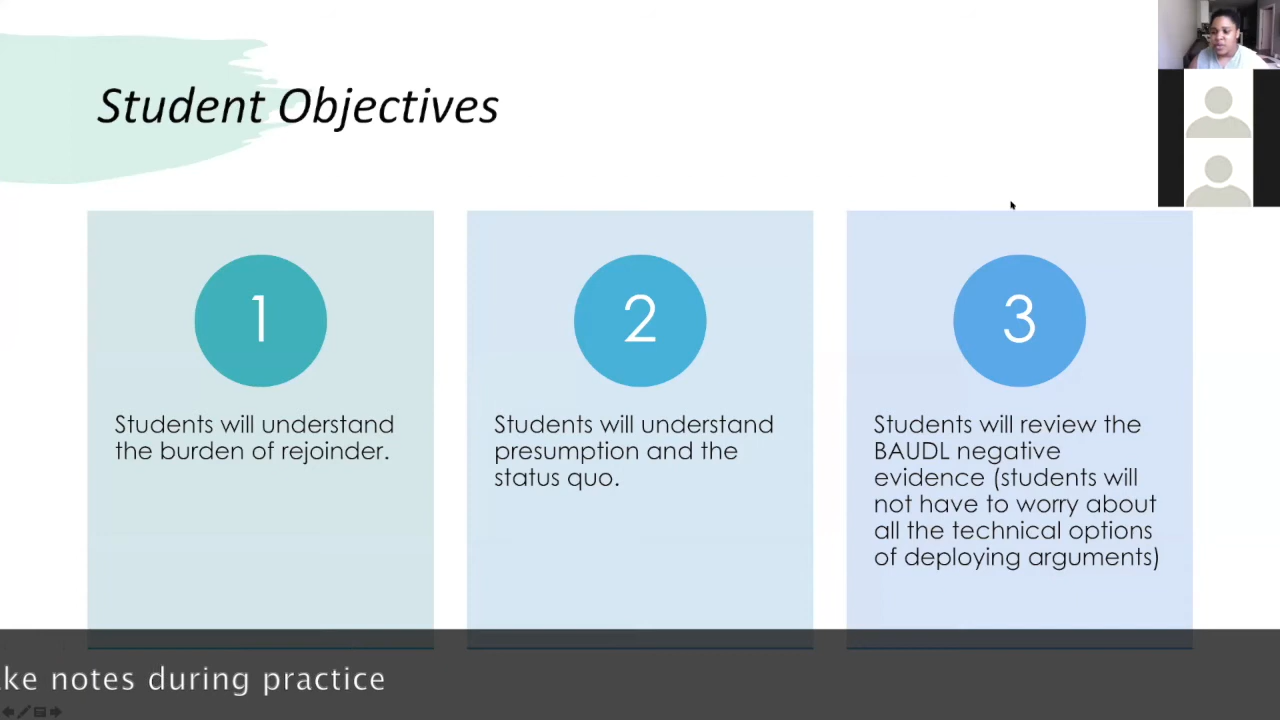 Student Objectives
1
Students will understand
the burden of rejoinder.
2
Students will understand
presumption and the
status quo.
3
Students will review the
BAUDL negative
evidence (students will
not have to worry about
all the technical options
of deploying arguments)
notes during practice